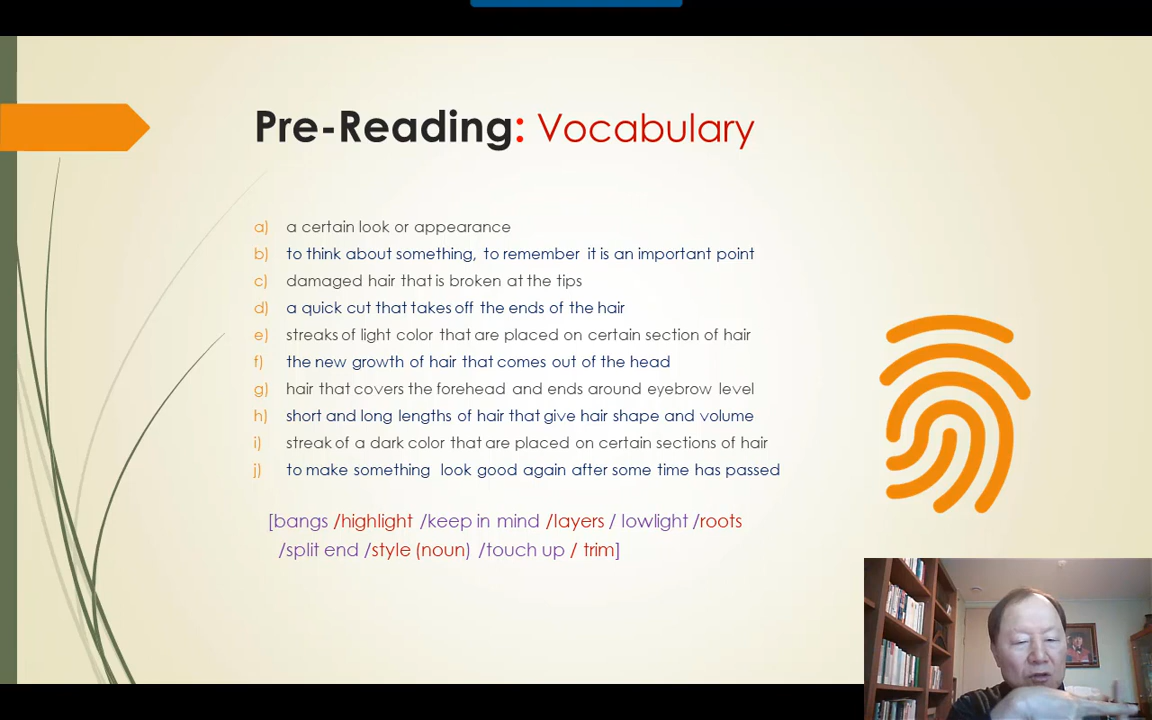 Pre-Reading: Vocabulary
a) a certain look or appearance
b) to think about something, to remember it is an important point
c) damaged hair that is broken at the tips
d) a quick cut that takes off the ends of the hair
e) streaks of light color that are placed on certain section of hair
f) the new growth of hair that comes out of the head
g) hair that covers the forehead and ends around eyebrow level
h) short and long lengths of hair that give hair shape and volume
i) streak of a dark color that are placed on certain sections of hair
j) to make something look good again after some time has passed
[bangs /highlight /keep in mind /layers / lowlight /roots
/split end /style (noun) /touch up / trim]